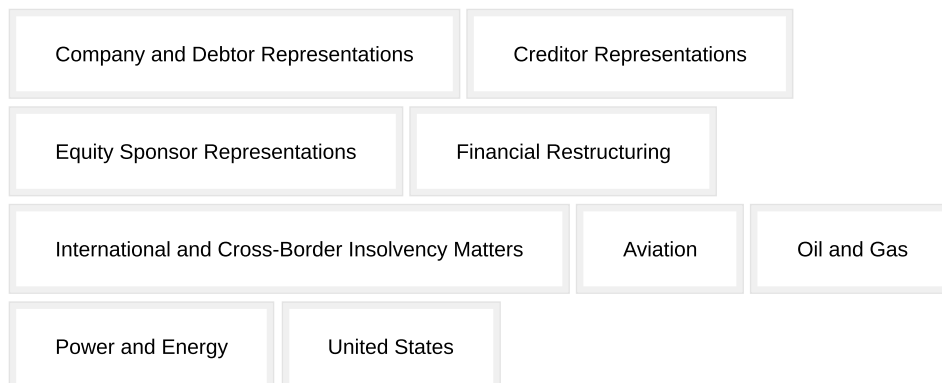 Company and Debtor Representations
Creditor Representations
Equity Sponsor Representations
Financial Restructuring
International and Cross-Border Insolvency Matters
Aviation
Oil and Gas
Power and Energy
United States